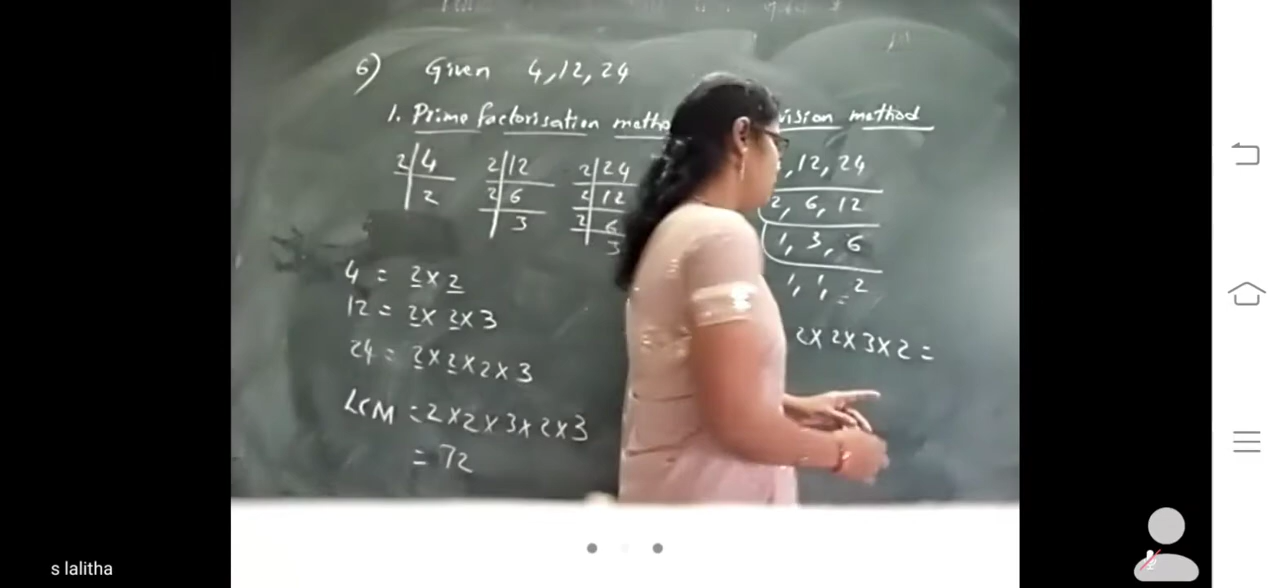 6) Given 4,12,24
1. Prime factorisation metho
vision method
2 4
2
2 12
2 6
3
2 24
2 12
2 6
3
,12,24
2, 6, 12
1, 3, 6
1, 1, 2
4 = 2×2
12 = 2×2×3
24 = 2×2×2×3
LCM = 2×2×3×2×3
= 72
2×2×3×2=
s lalitha